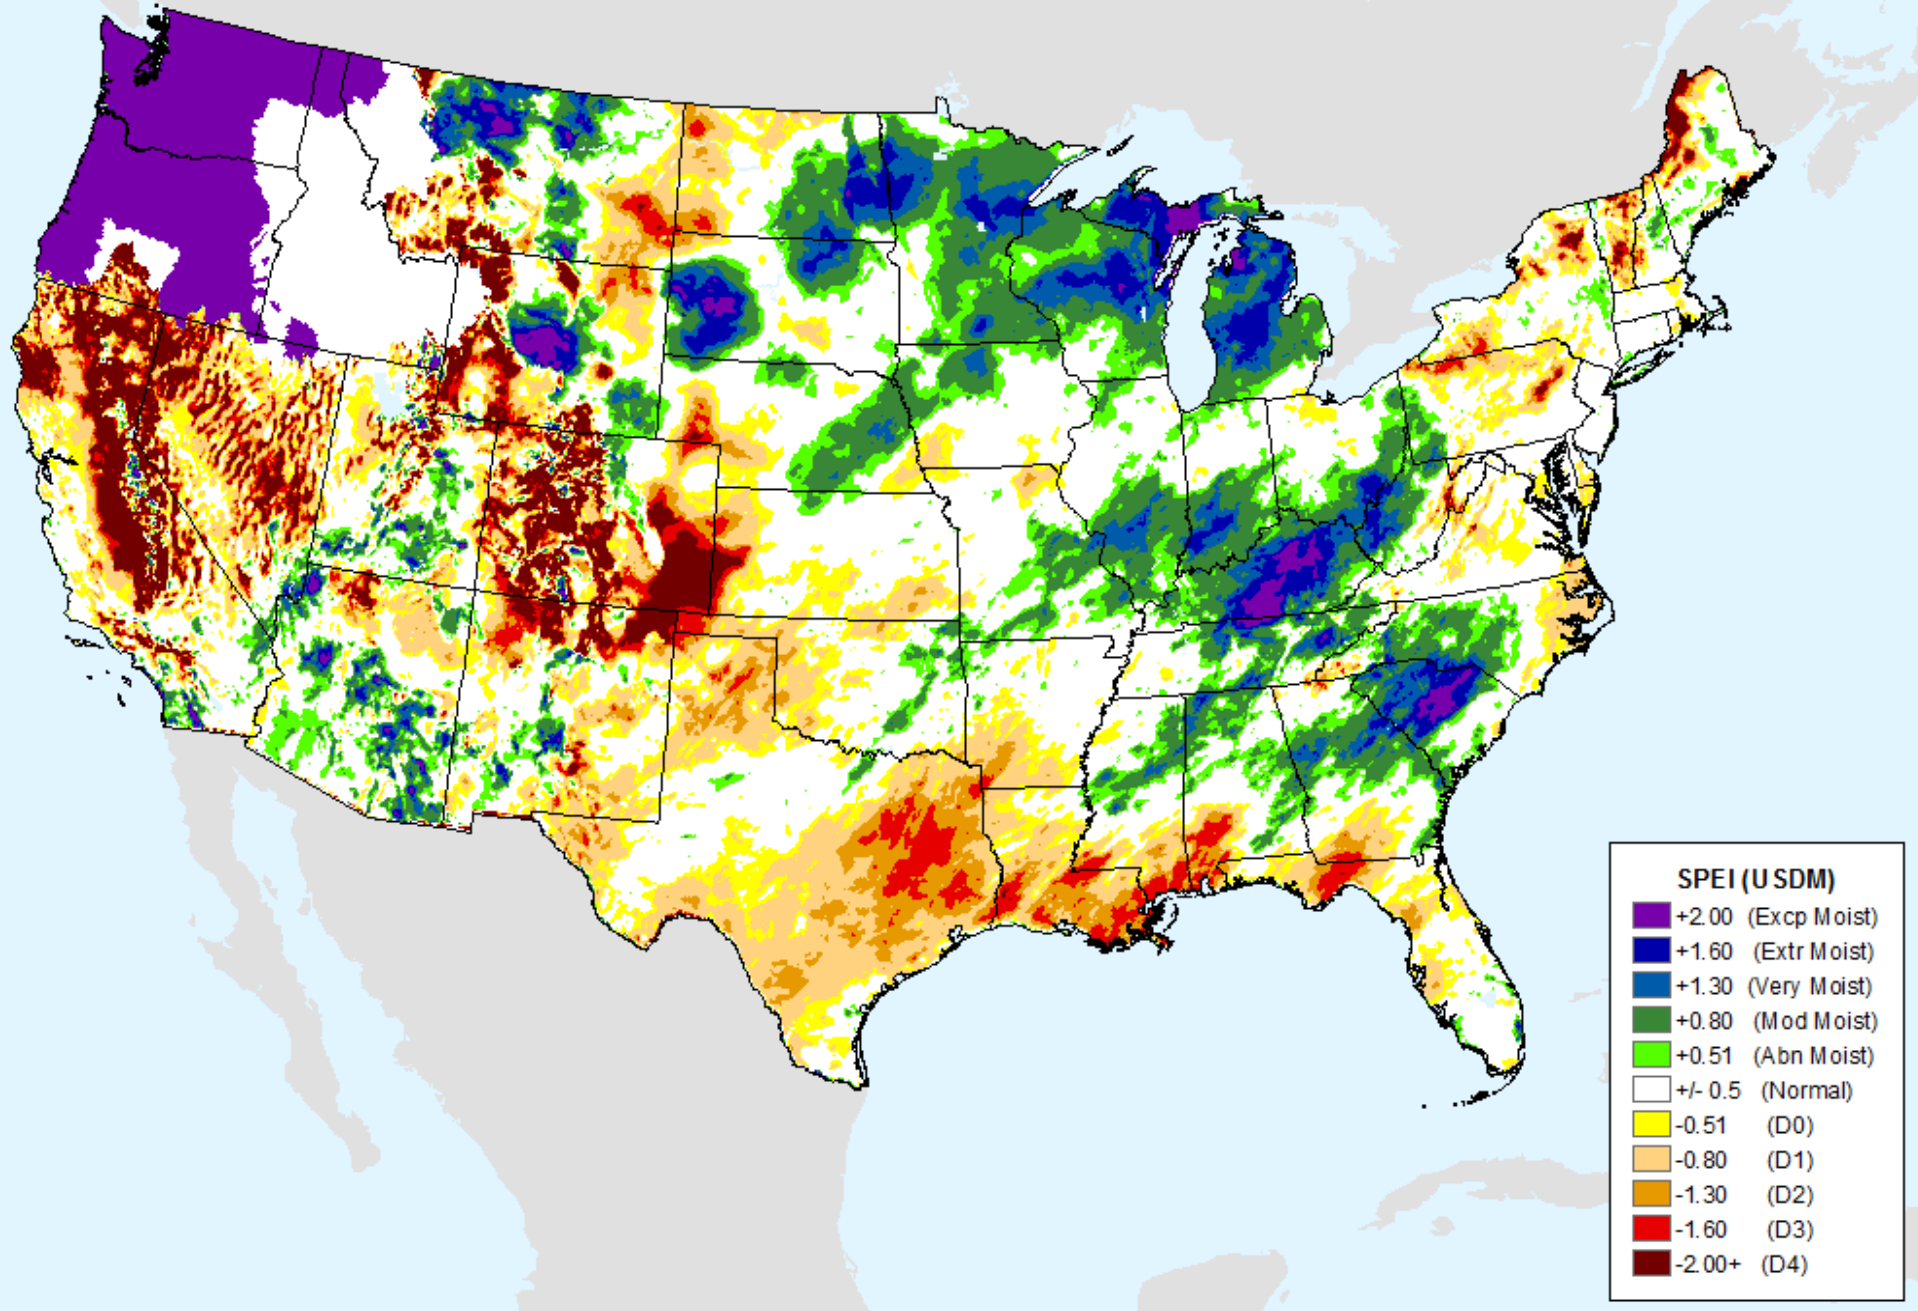 SPEI (USDM)
+2.00 (Excp Moist)
+1.60 (Extr Moist)
+1.30 (Very Moist)
+0.80 (Mod Moist)
+0.51 (Abn Moist)
+/- 0.5 (Normal)
-0.51 (D0)
-0.80 (D1)
-1.30 (D2)
-1.60 (D3)
-2.00+ (D4)